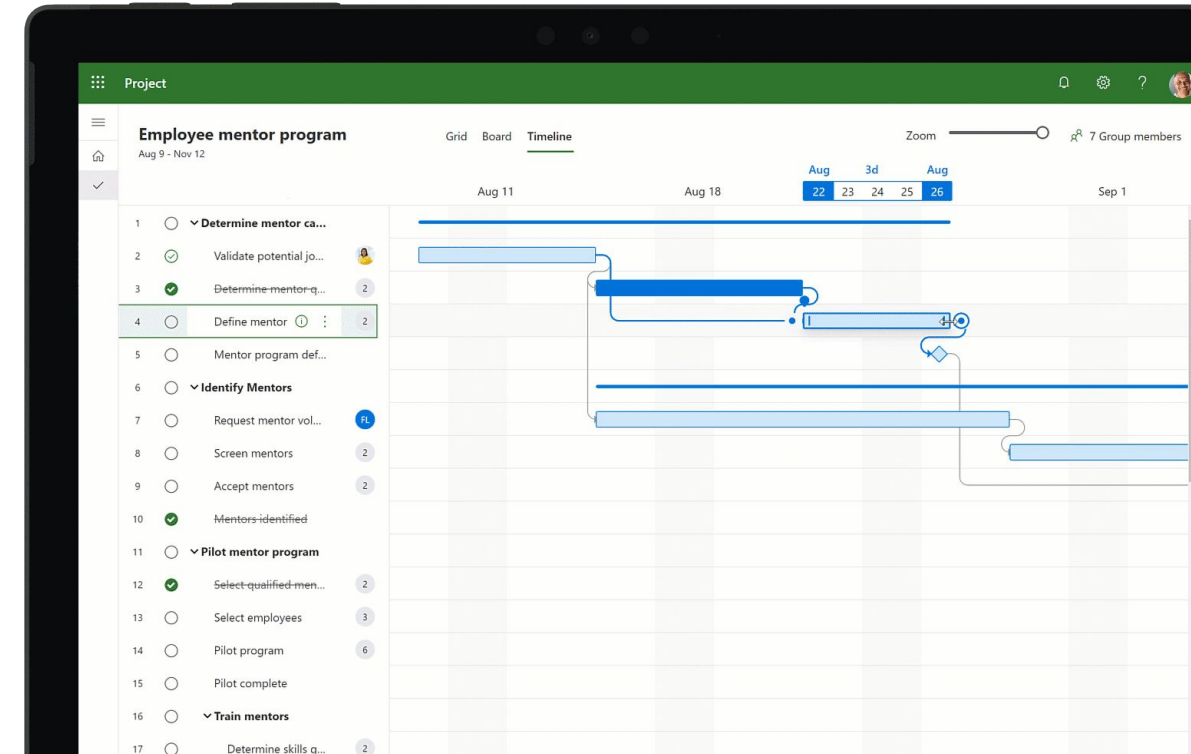 Project
Employee mentor program
Aug 9 - Nov 12
Grid Board Timeline
Zoom
7 Group members
Aug 3d Aug
Aug 11 Aug 18 22 23 24 25 26 Sep 1
1 Determine mentor ca...
2 Validate potential jo...
3 Determine mentor q... 2
4 Define mentor 2
5 Mentor program def...
6 Identify Mentors
7 Request mentor vol... FL
8 Screen mentors 2
9 Accept mentors 2
10 Mentors identified
11 Pilot mentor program
12 Select qualified men... 2
13 Select employees 3
14 Pilot program 6
15 Pilot complete
16 Train mentors
17 Determine skills q... 2